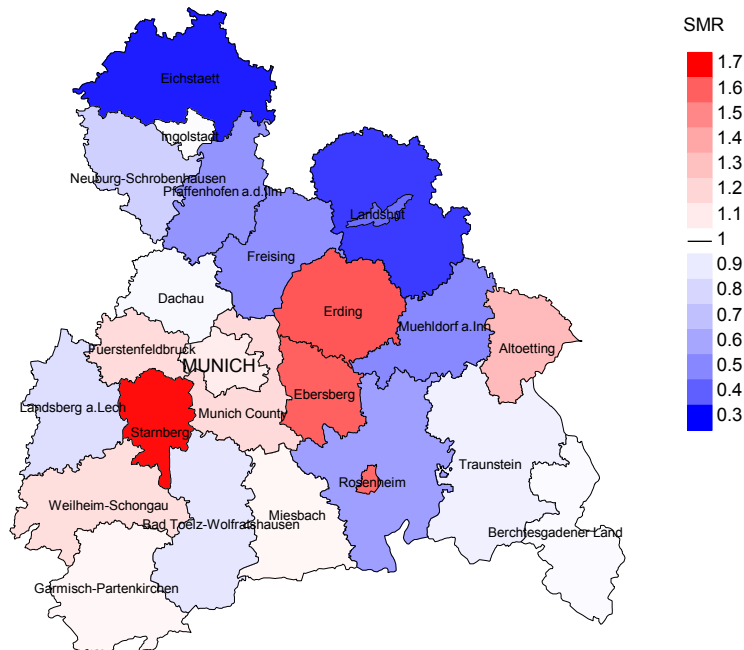 SMR
1.7
1.6
1.5
1.4
1.3
1.2
1.1
1
0.9
0.8
0.7
0.6
0.5
0.4
0.3
Eichstaett
Ingolstadt
Neuburg-Schrobenhausen
Pfaffenhofen a.d.Ilm
Landshut
Freising
Dachau
Erding
Muehldorf a.Inn
Altoetting
Fuerstenfeldbruck
MUNICH
Ebersberg
Landsberg a.Lech
Munich County
Starnberg
Traunstein
Rosenheim
Weilheim-Schongau
Miesbach
Bad Toelz-Wolfratshausen
Berchtesgadener Land
Garmisch-Partenkirchen